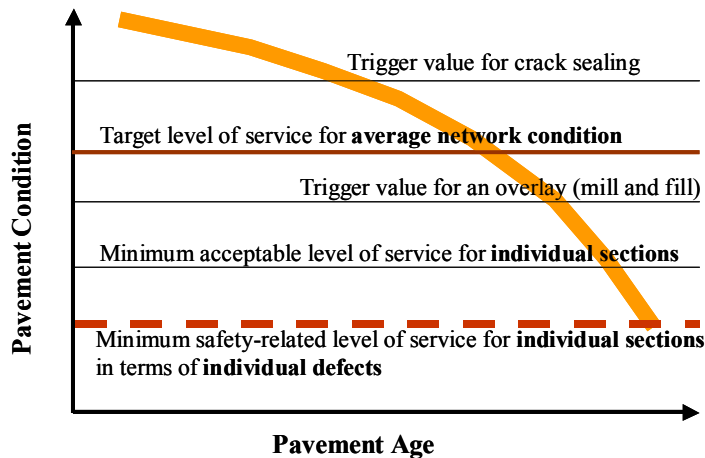 Trigger value for crack sealing
Target level of service for average network condition
Trigger value for an overlay (mill and fill)
Minimum acceptable level of service for individual sections
Minimum safety-related level of service for individual sections
in terms of individual defects
Pavement Condition
Pavement Age